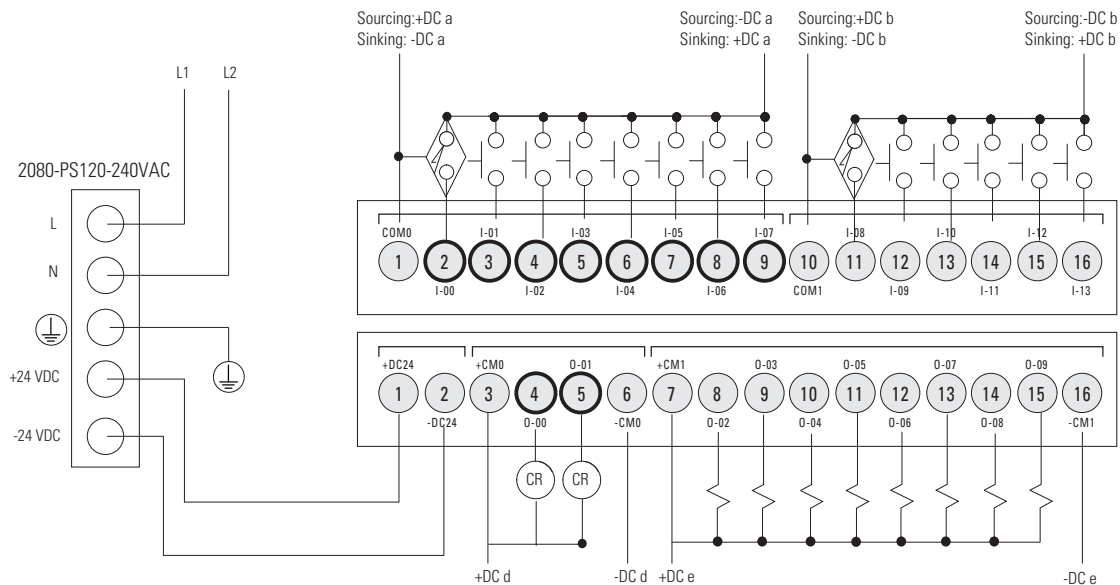 Sourcing:+DC a
Sinking: -DC a
Sourcing:-DC a
Sinking: +DC a
Sourcing:+DC b
Sinking: -DC b
Sourcing:-DC b
Sinking: +DC b
L1 L2
2080-PS120-240VAC
L
N
+24 VDC
-24 VDC
COM0 I-01 I-03 I-05 I-07 I-08 I-10 I-12
1 2 3 4 5 6 7 8 9 10 11 12 13 14 15 16
I-00 I-02 I-04 I-06 COM1 I-09 I-11 I-13
+DC24 +CM0 O-01 +CM1 O-03 O-05 O-07 O-09
1 2 3 4 5 6 7 8 9 10 11 12 13 14 15 16
-DC24 O-00 -CM0 O-02 O-04 O-06 O-08 -CM1
CR CR
+DC d -DC d +DC e -DC e